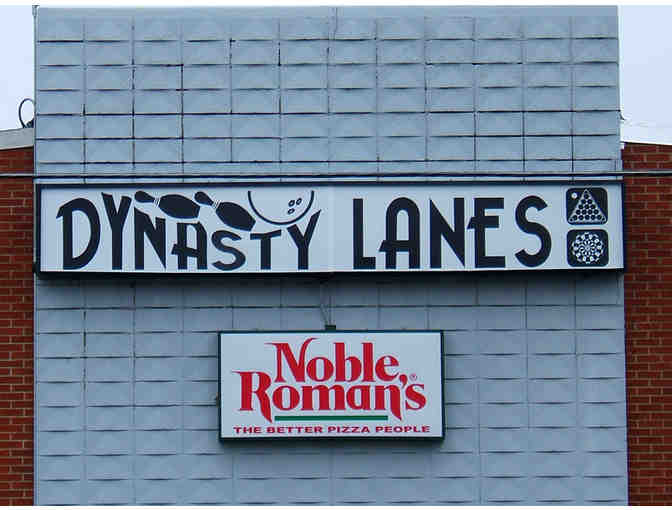 DYNASTY LANES
Noble
Roman's®
THE BETTER PIZZA PEOPLE